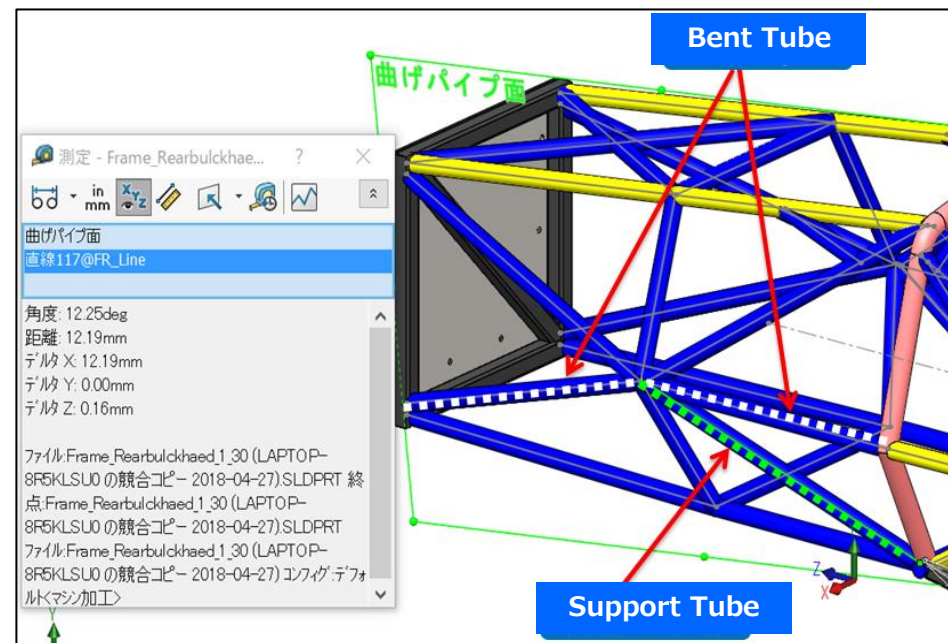 Bent Tube
曲げパイプ面
測定 - Frame_Rearbulckhae... ?
in
mm
XYZ
曲げパイプ面
直線117@FR_Line
角度: 12.25deg
距離: 12.19mm
デルタ X: 12.19mm
デルタ Y: 0.00mm
デルタ Z: 0.16mm
ファイル:Frame_Rearbulckhaed_1_30 (LAPTOP-
8R5KLSU0 の競合コピー 2018-04-27).SLDPRT 終
点:Frame_Rearbulckhaed_1_30 (LAPTOP-
8R5KLSU0 の競合コピー 2018-04-27).SLDPRT
ファイル:Frame_Rearbulckhaed_1_30 (LAPTOP-
8R5KLSU0 の競合コピー 2018-04-27) コンフィグ:デフォ
ルト<マシン加工>
Z
X
Y
Support Tube